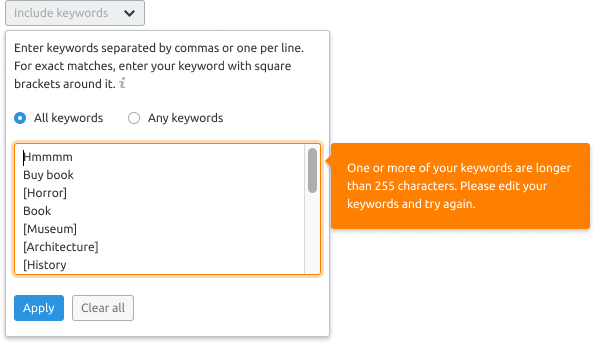 Include keywords
Enter keywords separated by commas or one per line.
For exact matches, enter your keyword with square
brackets around it. i
All keywords
Any keywords
Hmmmm
Buy book
[Horror]
Book
[Museum]
[Architecture]
[History
One or more of your keywords are longer
than 255 characters. Please edit your
keywords and try again.
Apply
Clear all